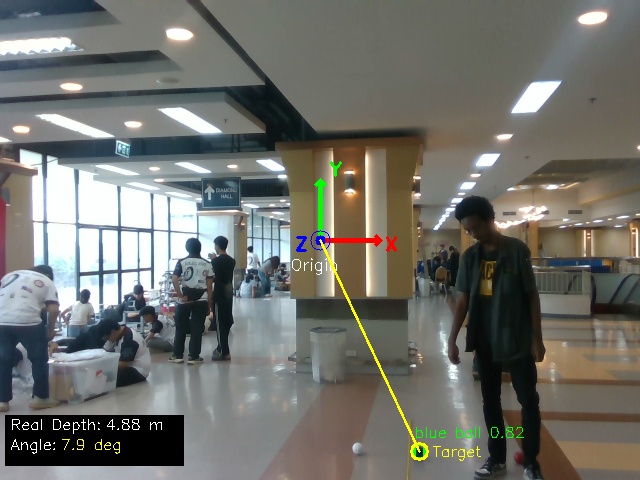 DIAMOND
HALL
Y
Z
X
Origin
blue ball 0.82
Target
Real Depth: 4.88 m
Angle: 7.9 deg